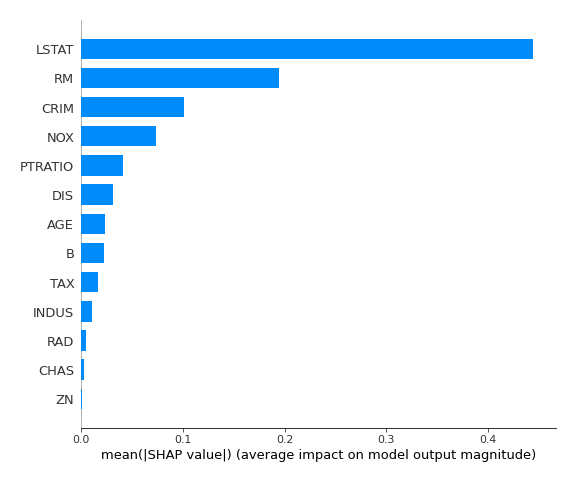 LSTAT
RM
CRIM
NOX
PTRATIO
DIS
AGE
B
TAX
INDUS
RAD
CHAS
ZN
0.0 0.1 0.2 0.3 0.4
mean(|SHAP value|) (average impact on model output magnitude)